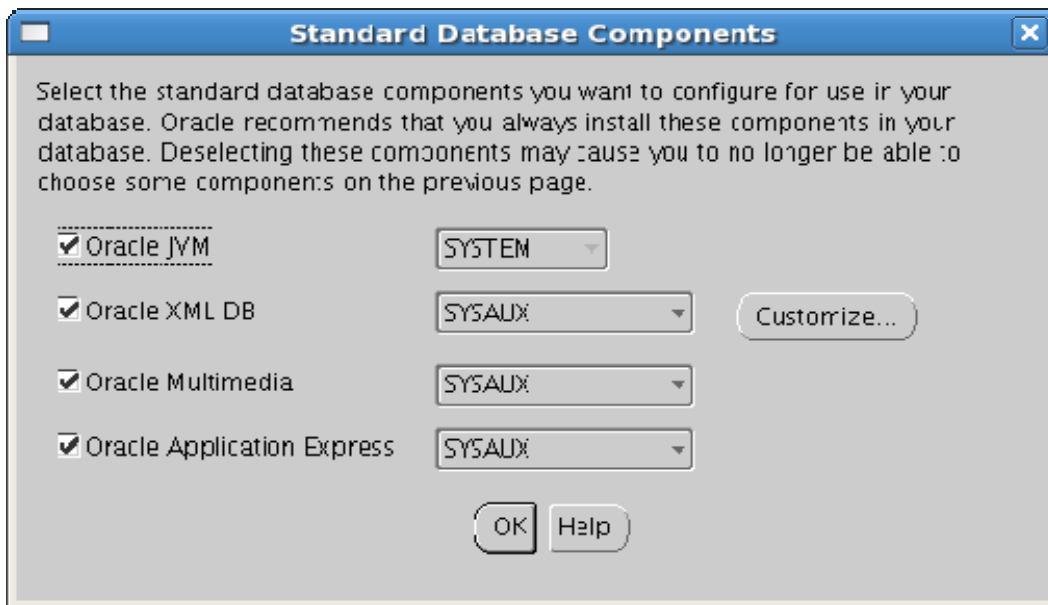 Standard Database Components
Select the standard database components you want to configure for use in your
database. Oracle recommends that you always install these components in your
database. Deselecting these components may cause you to no longer be able to
choose some components on the previous page.
Oracle JVM SYSTEM
Oracle XML DB SYSAUX Customize...
Oracle Multimedia SYSAUX
Oracle Application Express SYSAUX
OK Help